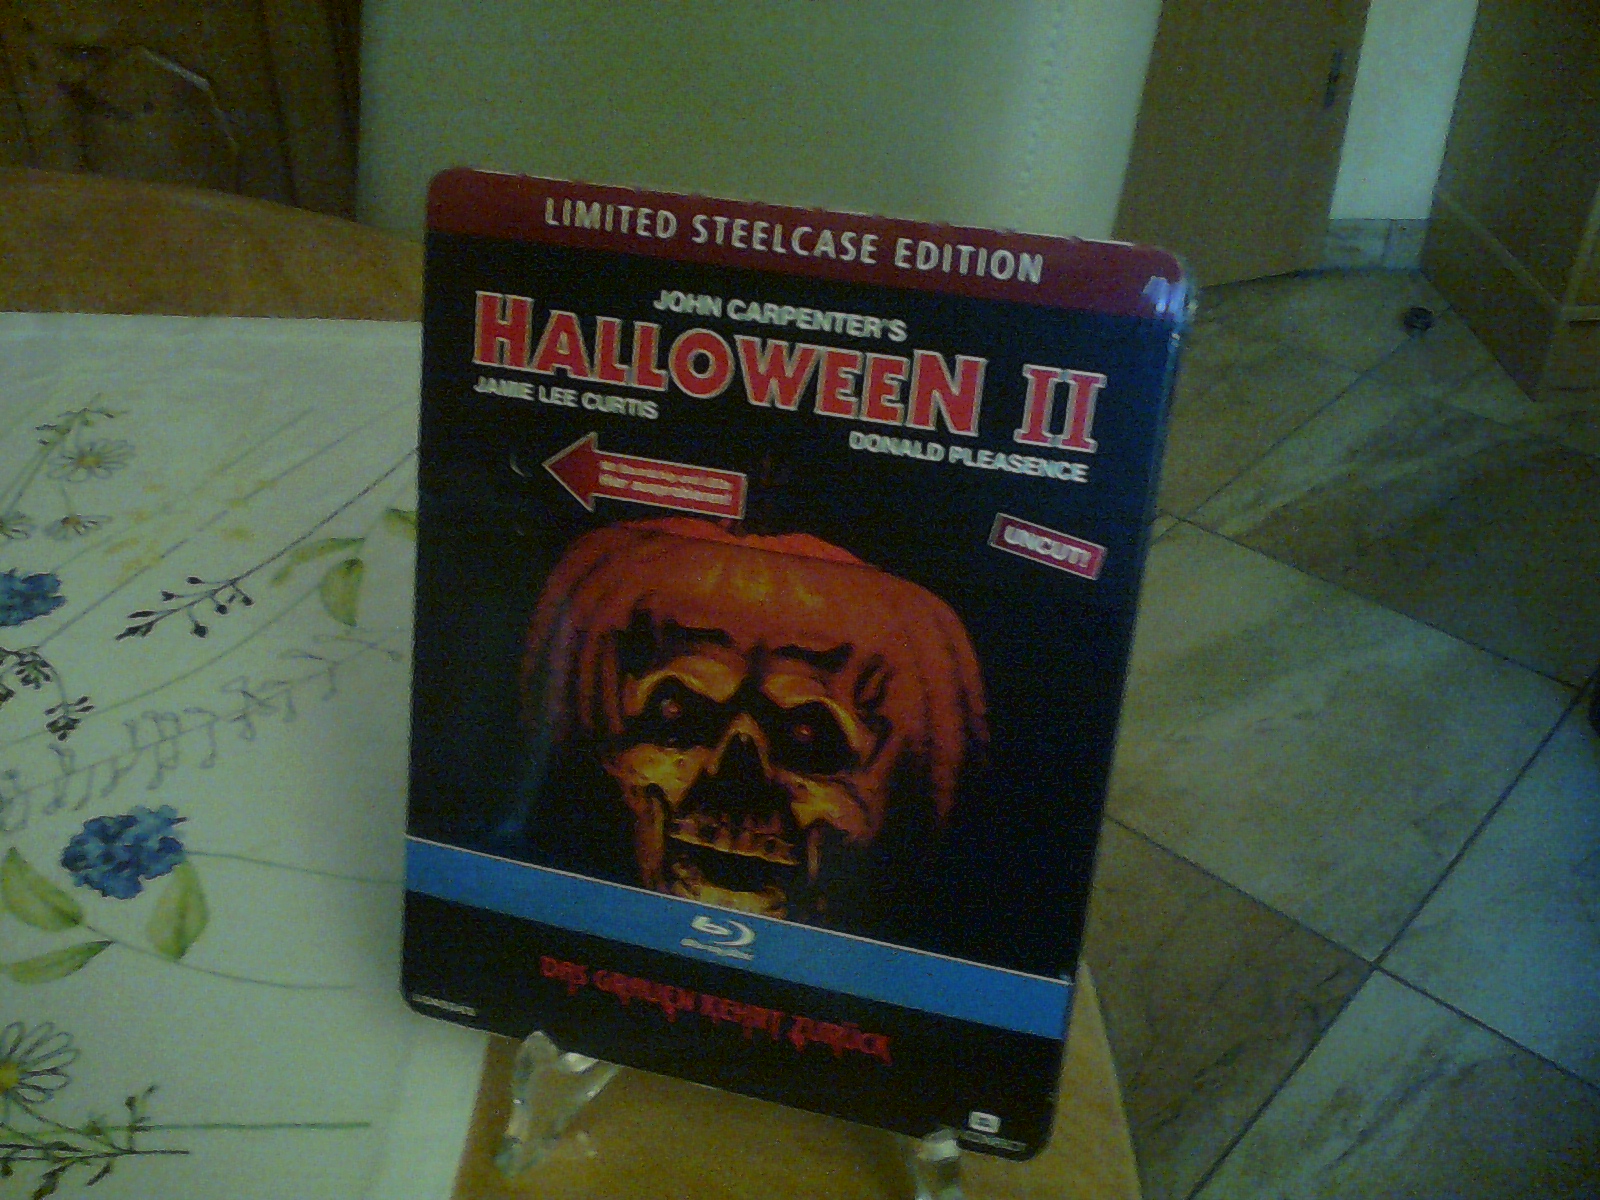 LIMITED STEELCASE EDITION
JOHN CARPENTER'S
HALLOWEEN II
JAMIE LEE CURTIS
DONALD PLEASENCE
UNCUT!
DAS GRAUEN KEHRT ZURÜCK